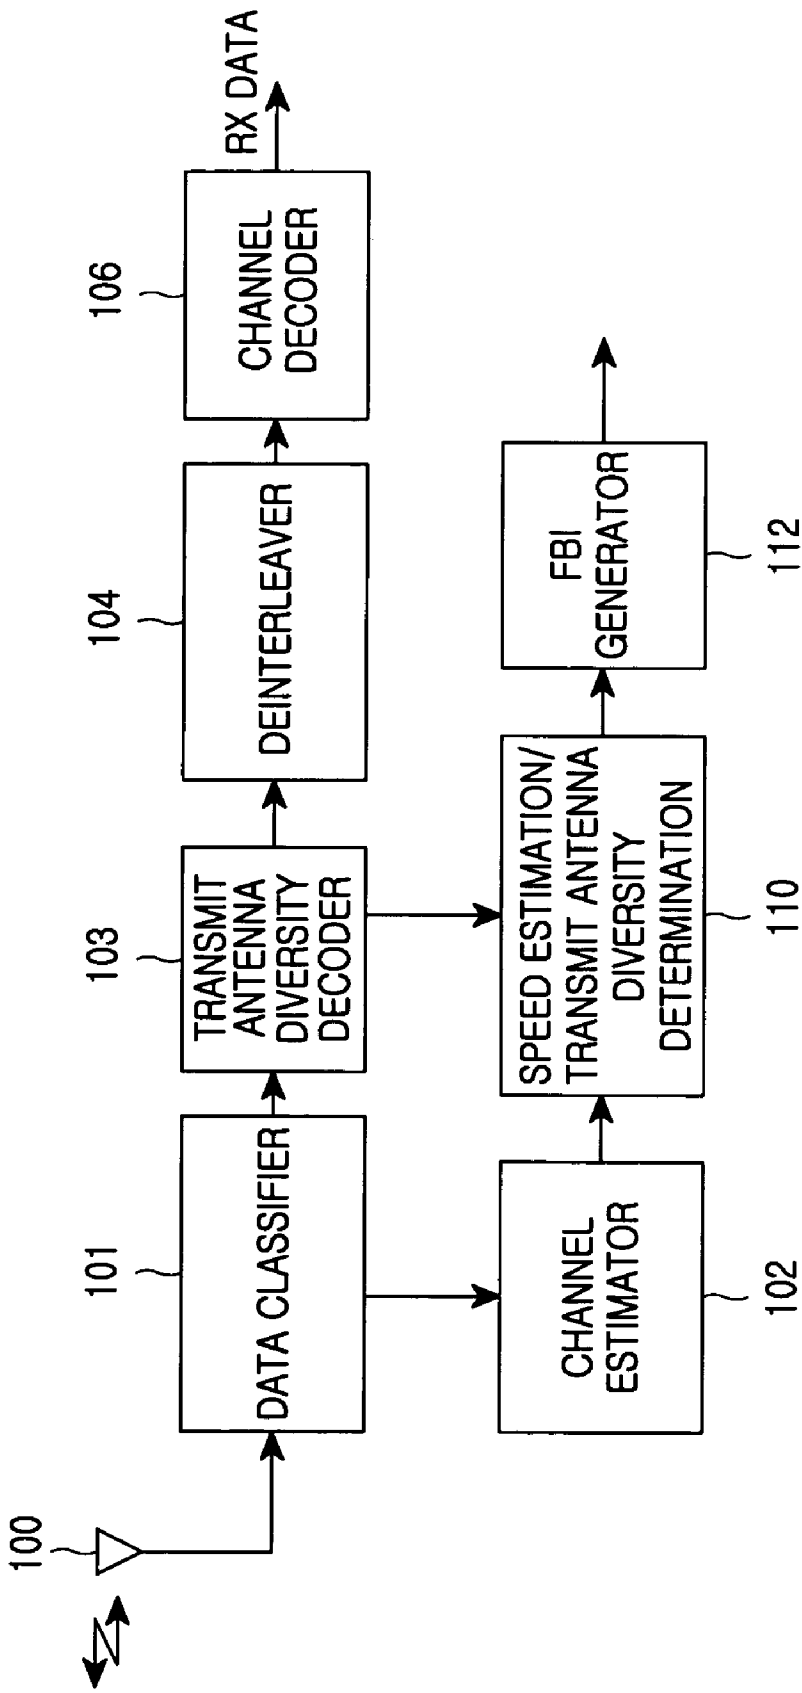 100
101
DATA CLASSIFIER
103
TRANSMIT
ANTENNA
DIVERSITY
DECODER
104
DEINTERLEAVER
106
CHANNEL
DECODER
RX DATA
CHANNEL
ESTIMATOR
102
SPEED ESTIMATION/
TRANSMIT ANTENNA
DIVERSITY
DETERMINATION
110
FBI
GENERATOR
112